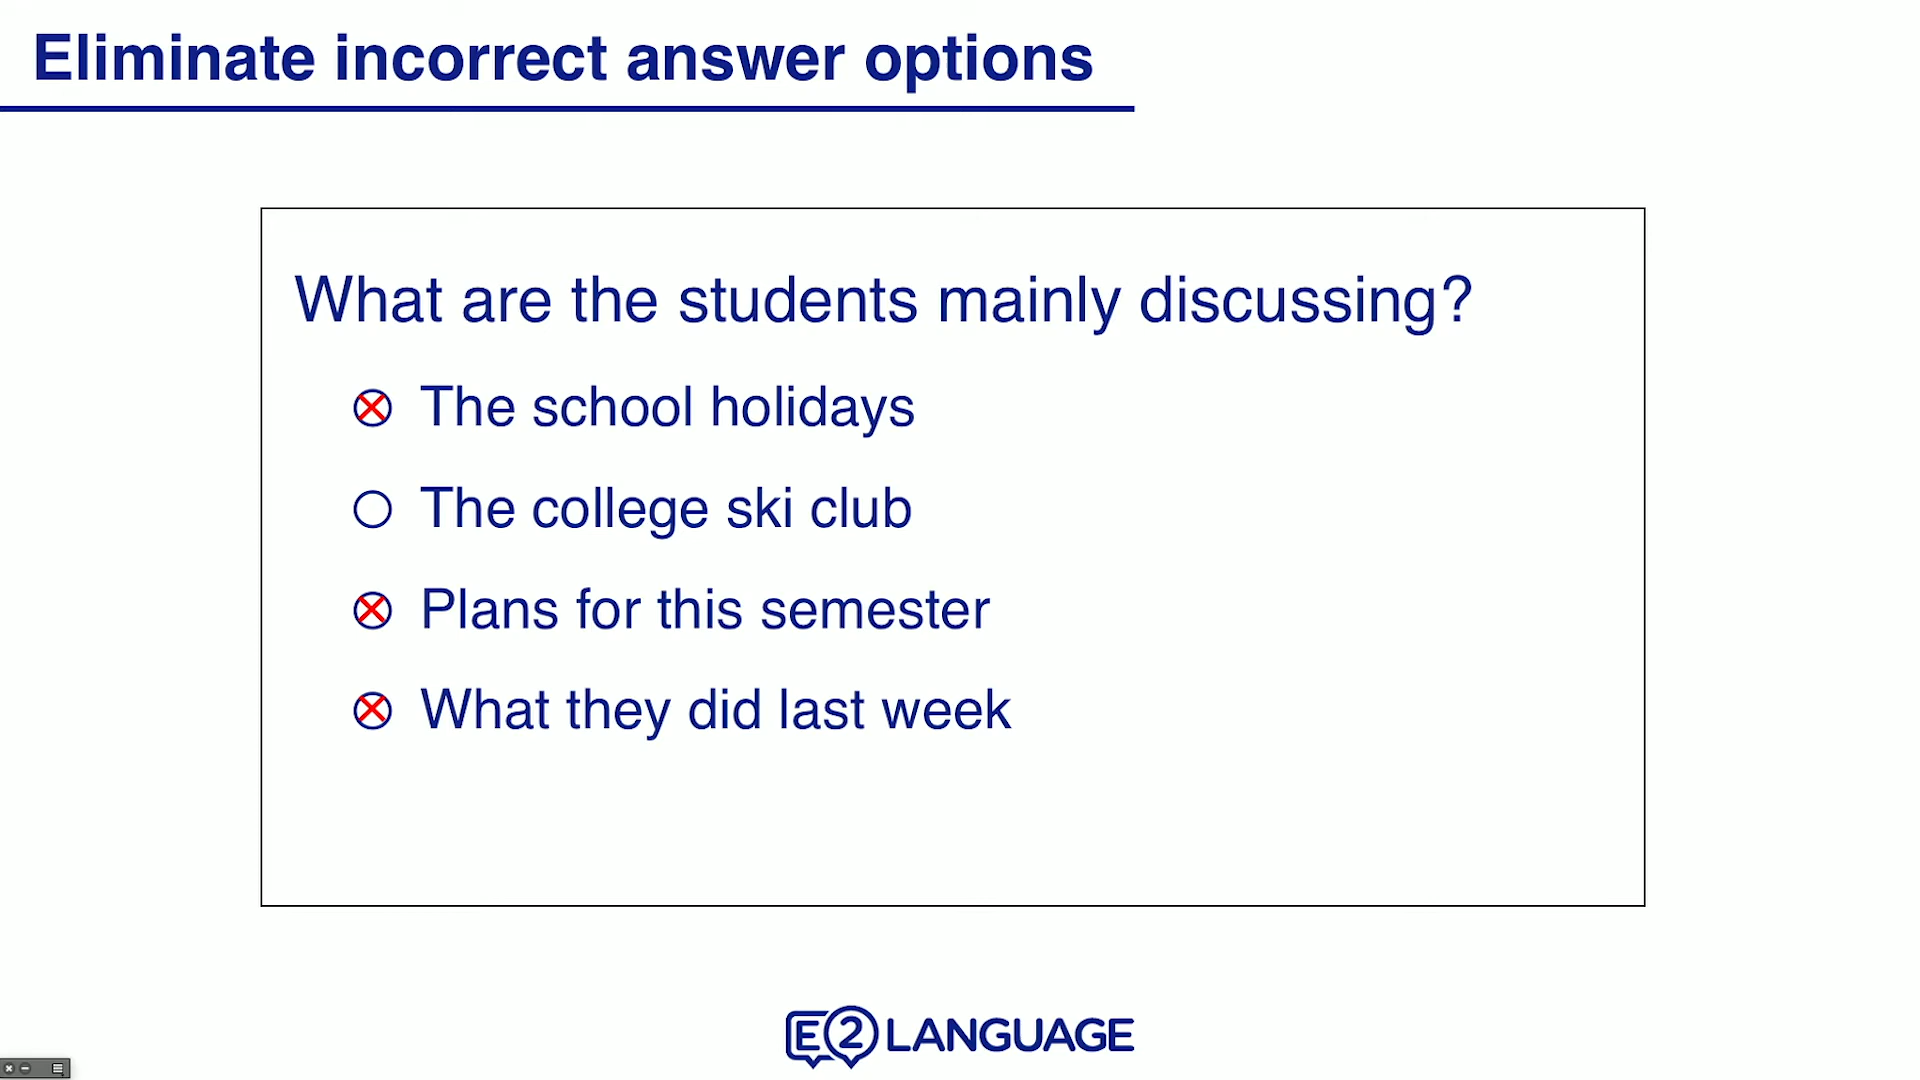 Eliminate incorrect answer options
What are the students mainly discussing?
The school holidays
The college ski club
Plans for this semester
What they did last week
E2 LANGUAGE